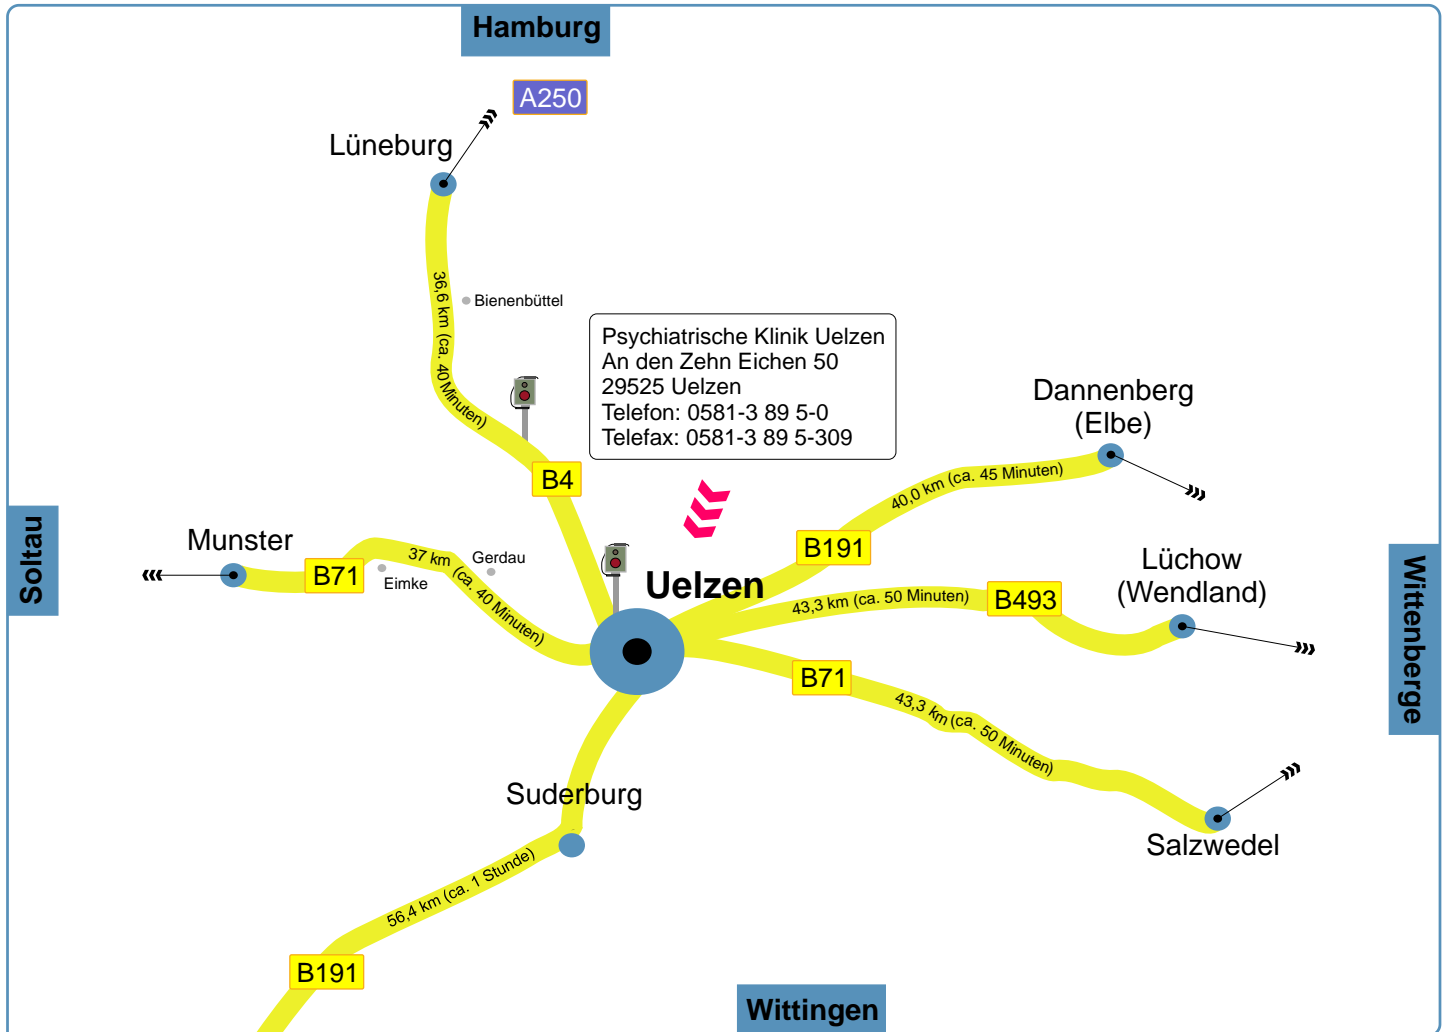 Hamburg
A250
Lüneburg
36,6 km (ca. 40 Minuten)
Bienenbüttel
Psychiatrische Klinik Uelzen
An den Zehn Eichen 50
29525 Uelzen
Telefon: 0581-3 89 5-0
Telefax: 0581-3 89 5-309
Dannenberg
(Elbe)
B4
40,0 km (ca. 45 Minuten)
B191
Soltau
Munster
B71
37 km (ca. 40 Minuten)
Eimke
Gerdau
Uelzen
43,3 km (ca. 50 Minuten)
B493
Lüchow
(Wendland)
Wittenberge
B71
43,3 km (ca. 50 Minuten)
Salzwedel
Suderburg
56,4 km (ca. 1 Stunde)
B191
Wittingen